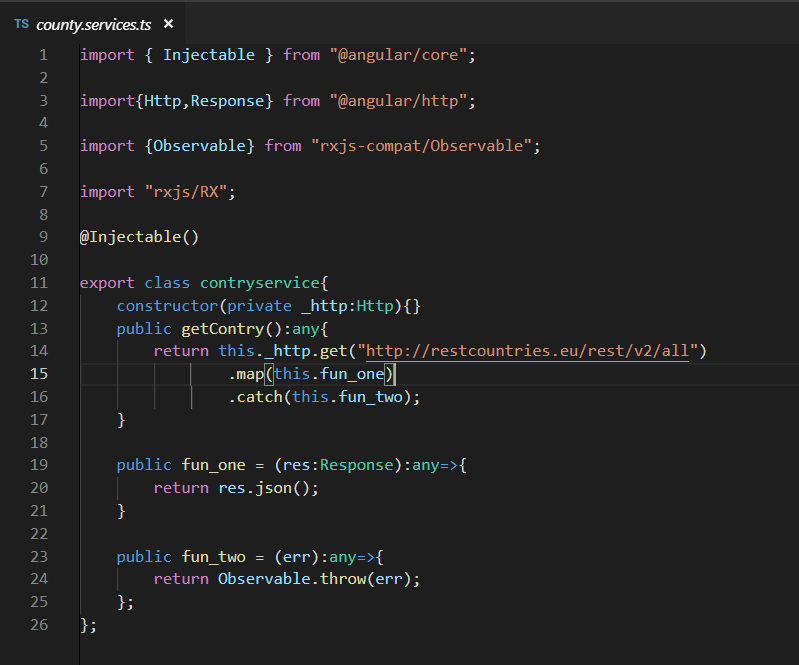 TS county.services.ts ×
1 import { Injectable } from "@angular/core";
2
3 import{Http,Response} from "@angular/http";
4
5 import {Observable} from "rxjs-compat/Observable";
6
7 import "rxjs/RX";
8
9 @Injectable()
10
11 export class contryservice{
12     constructor(private _http:Http){}
13     public getContry():any{
14         return this._http.get("http://restcountries.eu/rest/v2/all")
15                 .map(this.fun_one)
16                 .catch(this.fun_two);
17     }
18
19     public fun_one = (res:Response):any=>{
20         return res.json();
21     }
22
23     public fun_two = (err):any=>{
24         return Observable.throw(err);
25     };
26 };